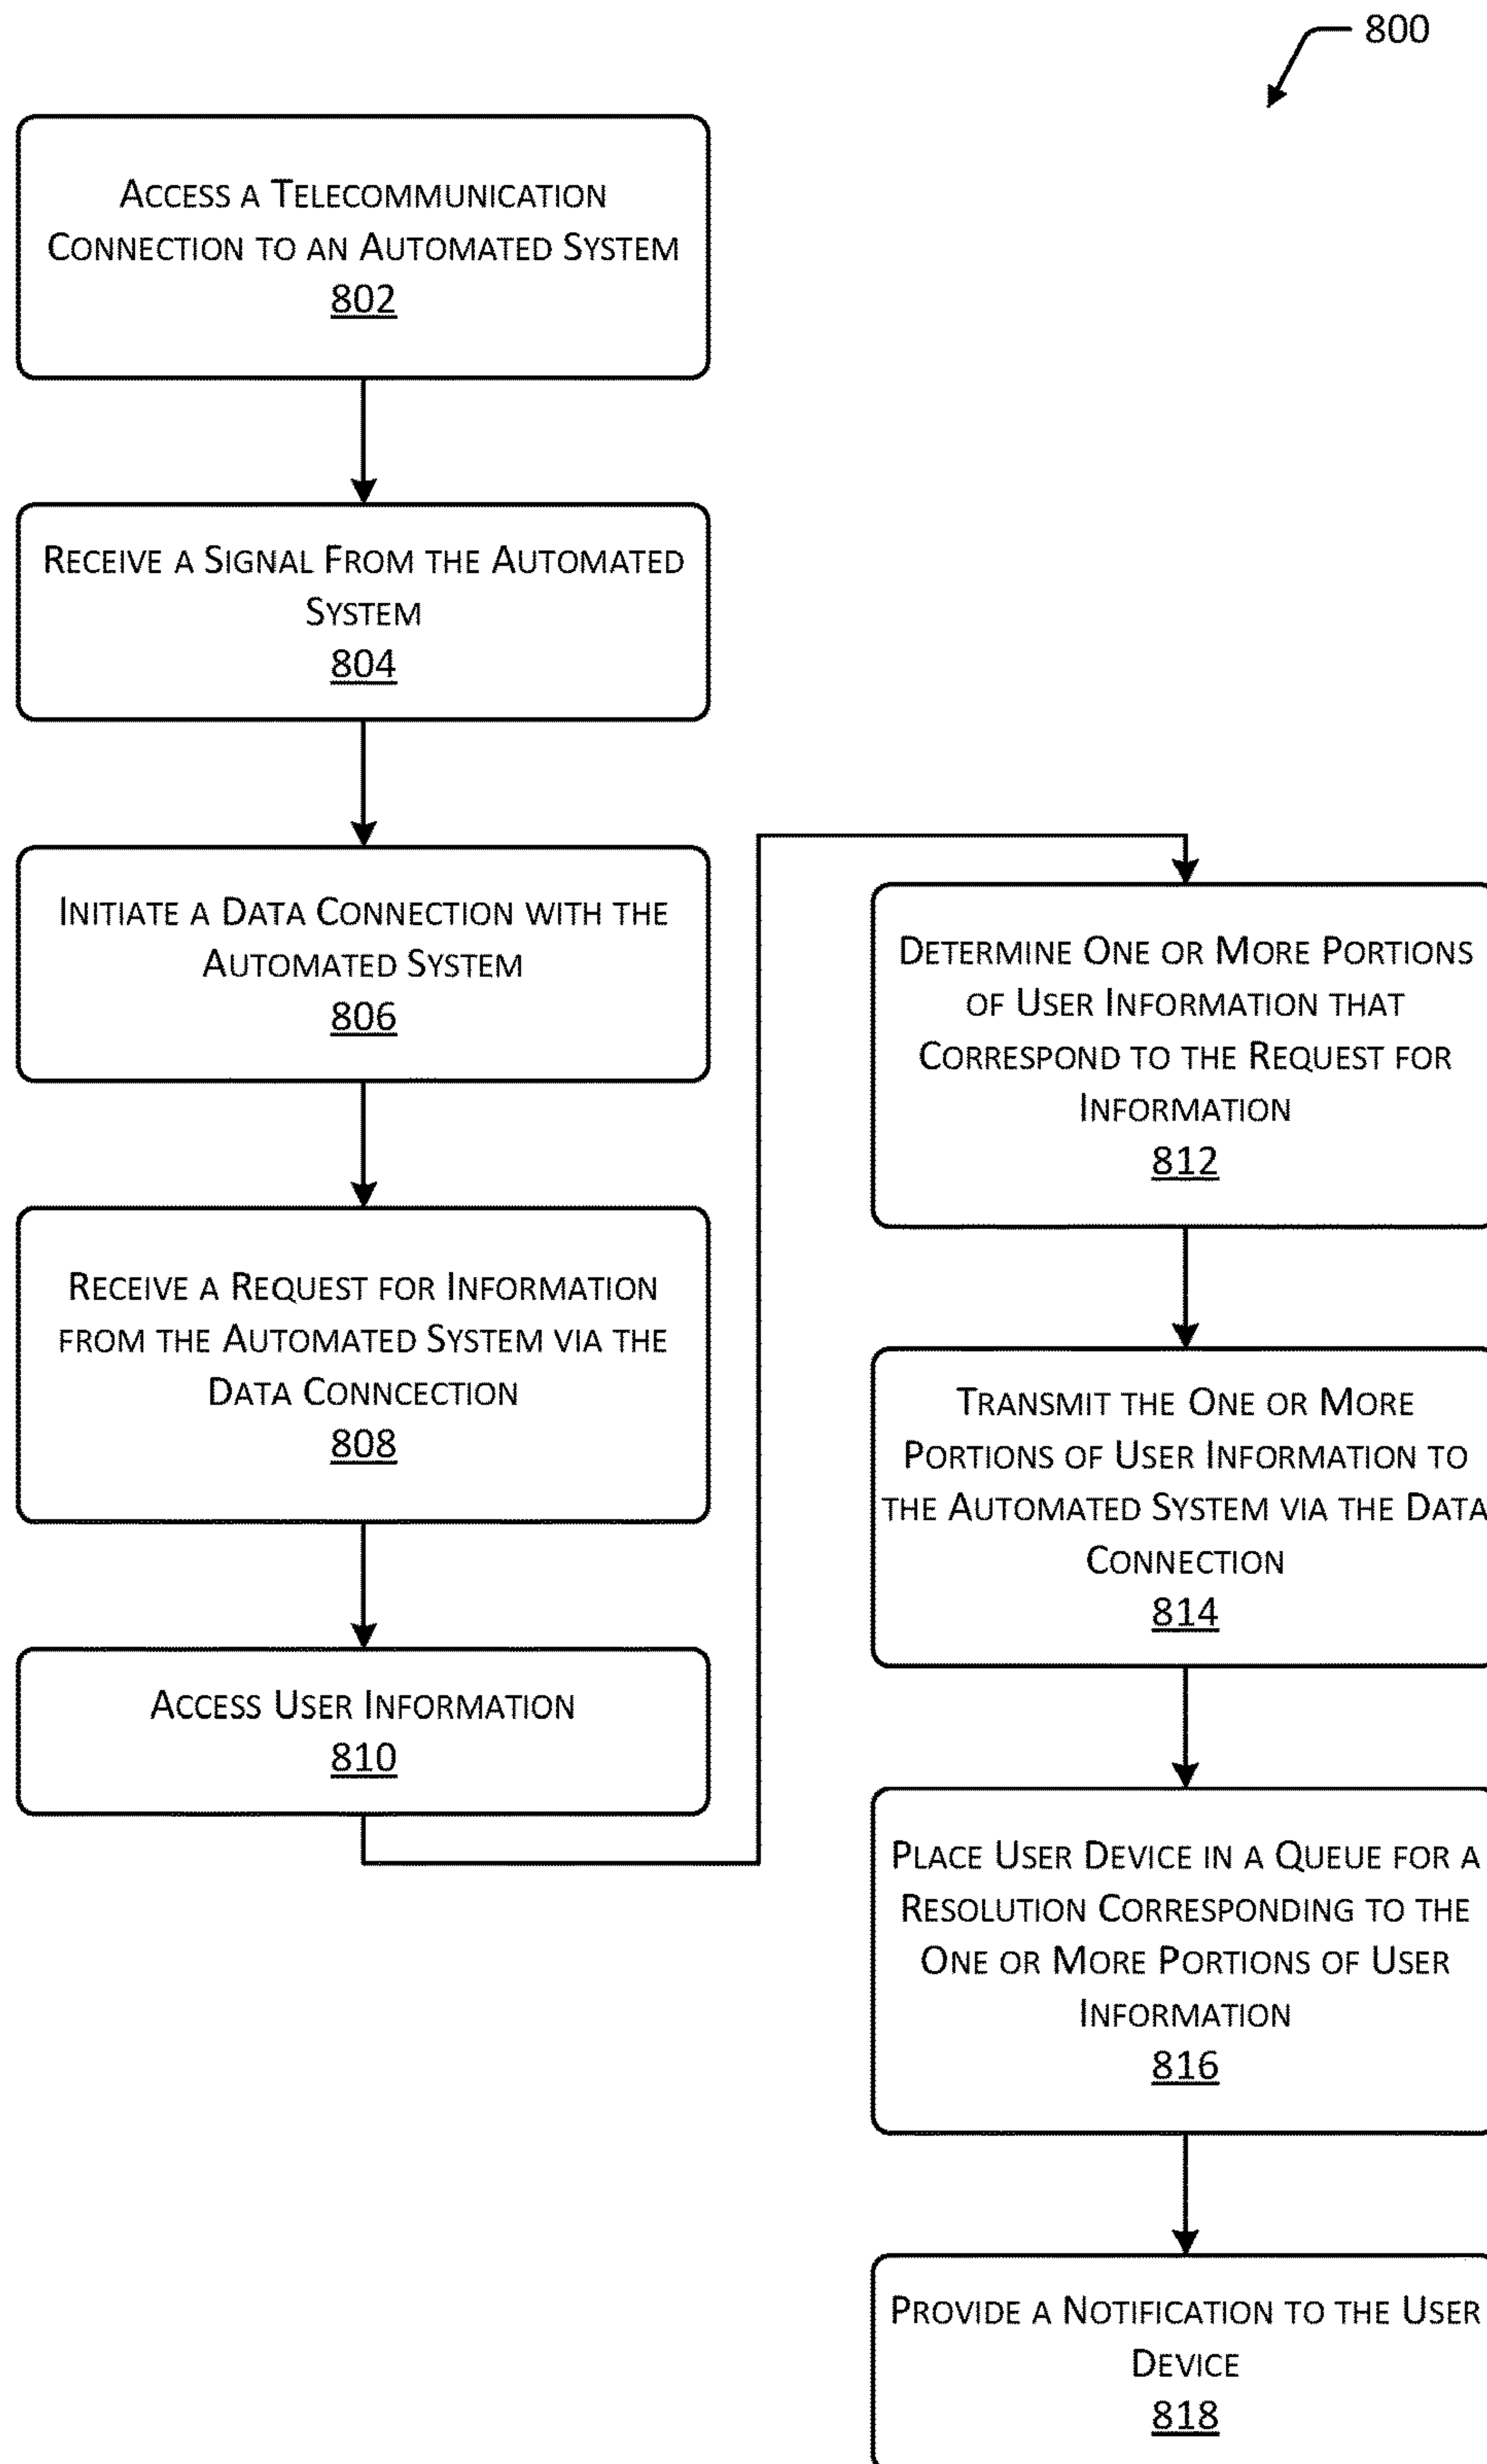 800
Access a Telecommunication
Connection to an Automated System
802
Receive a Signal From the Automated
System
804
Initiate a Data Connection with the
Automated System
806
Receive a Request for Information
from the Automated System via the
Data Conncection
808
Access User Information
810
Determine One or More Portions
of User Information that
Correspond to the Request for
Information
812
Transmit the One or More
Portions of User Information to
the Automated System via the Data
Connection
814
Place User Device in a Queue for a
Resolution Corresponding to the
One or More Portions of User
Information
816
Provide a Notification to the User
Device
818